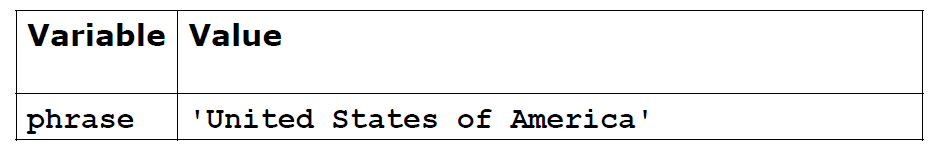 Variable Value
phrase 'United States of America'